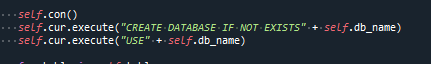 self.con()
self.cur.execute("CREATE DATABASE IF NOT EXISTS" + self.db_name)
self.cur.execute("USE" + self.db_name)